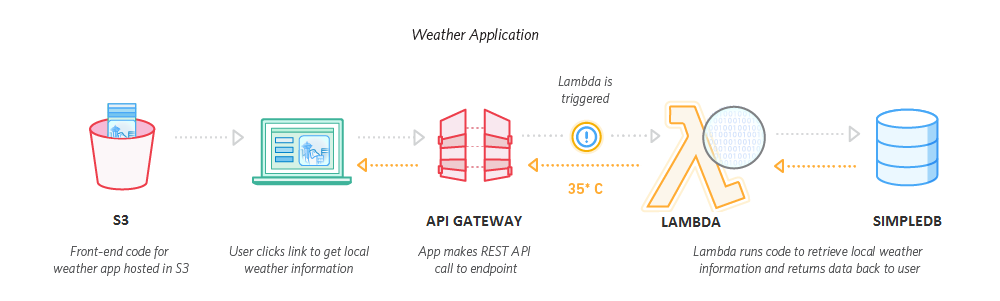 Weather Application
Lambda is
triggered
35° C
S3
API GATEWAY
LAMBDA
SIMPLEDB
Front-end code for
weather app hosted in S3
User clicks link to get local
weather information
App makes REST API
call to endpoint
Lambda runs code to retrieve local weather
information and returns data back to user